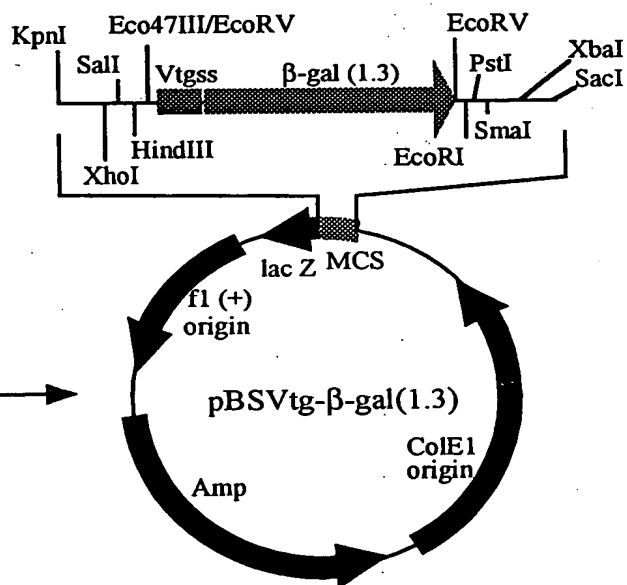 Eco47III/EcoRV
EcoRV
KpnI
XbaI
SalI
Vtgss
β-gal (1.3)
PstI
SacI
HindIII
EcoRI
SmaI
XhoI
lac Z
MCS
f1 (+)
origin
pBSVtg-β-gal(1.3)
ColE1
origin
Amp